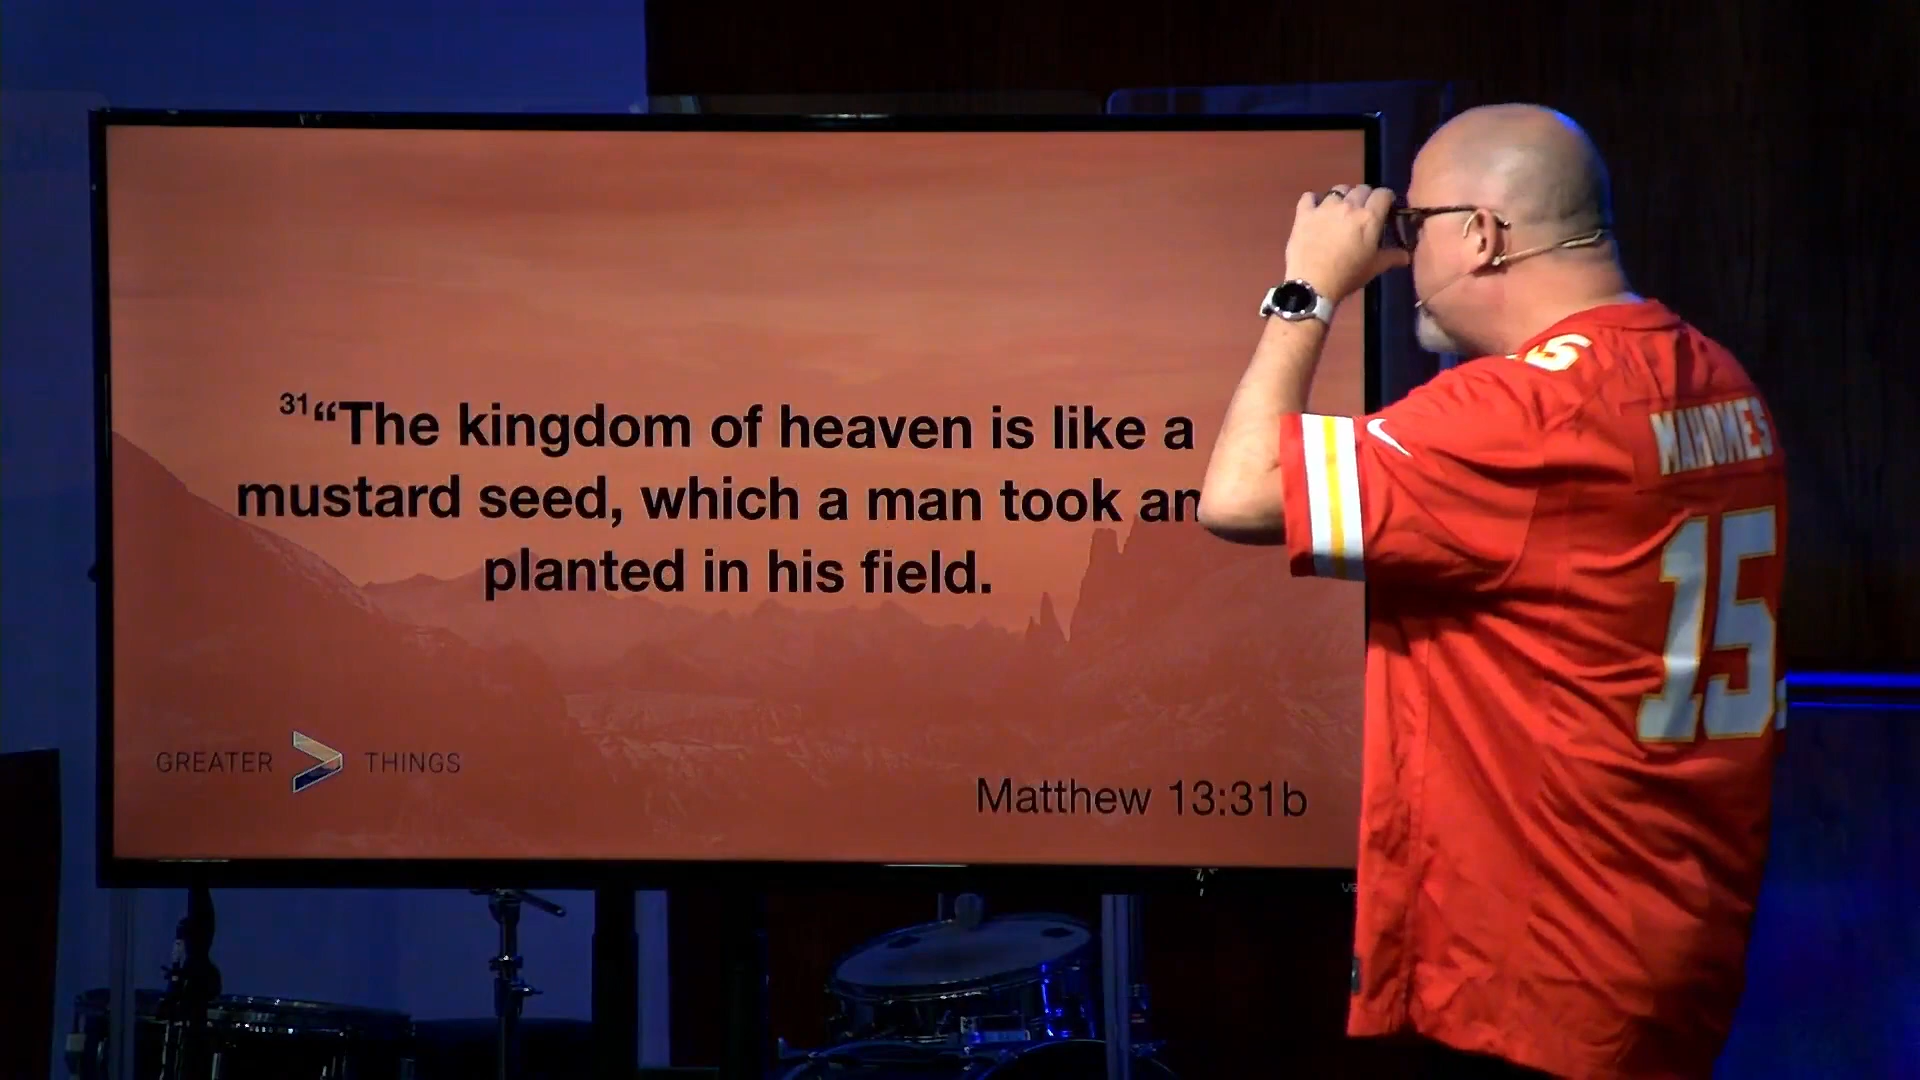 31“The kingdom of heaven is like a
mustard seed, which a man took an
planted in his field.
GREATER THINGS
Matthew 13:31b
15
MAHOMES
15